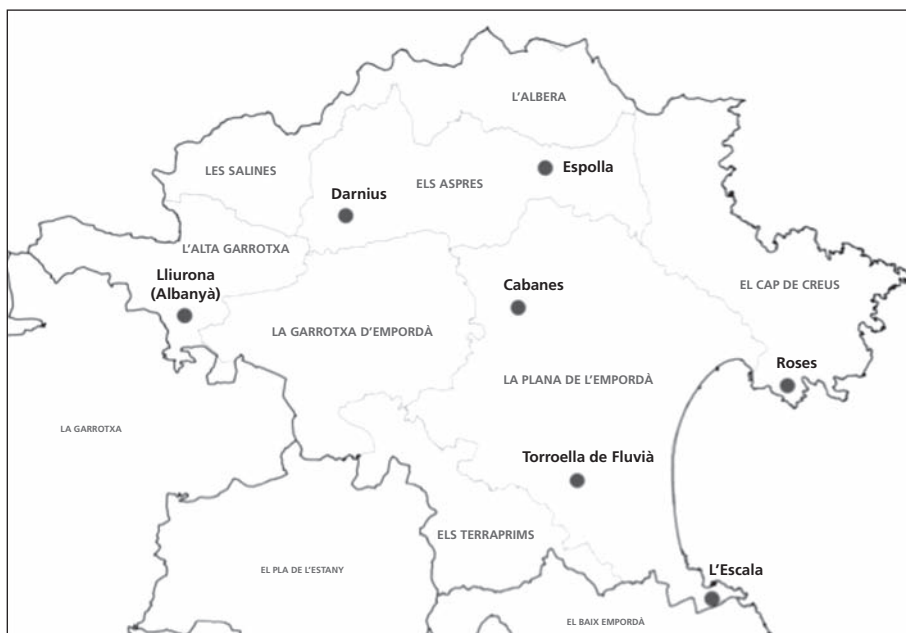 L'ALBERA
Espolla
LES SALINES
ELS ASPRES
Darnius
L'ALTA GARROTXA
Lliurona
(Albanyà)
Cabanes
EL CAP DE CREUS
LA GARROTXA D'EMPORDÀ
Roses
LA PLANA DE L'EMPORDÀ
LA GARROTXA
Torroella de Fluvià
ELS TERRAPRIMS
EL PLA DE L'ESTANY
L'Escala
EL BAIX EMPORDÀ